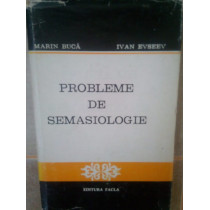 MARIN BUCĂ IVAN EVSEEV
PROBLEME
DE
SEMASIOLOGIE
EDITURA FACLA